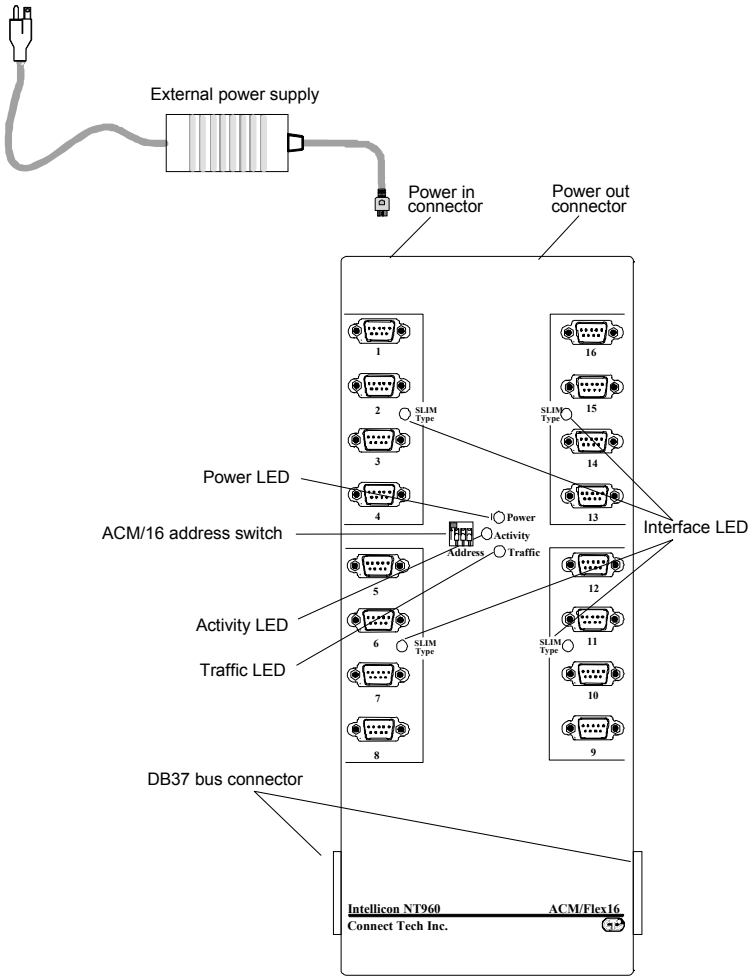 External power supply
Power in
connector
Power out
connector
1
16
2
SLIM
Type
SLIM
Type
15
3
14
Power LED
4
13
Power
Interface LED
ACM/16 address switch
Activity
Address
Traffic
5
12
Activity LED
6
SLIM
Type
SLIM
Type
11
Traffic LED
7
10
8
9
DB37 bus connector
Intellicon NT960
ACM/Flex16
Connect Tech Inc.